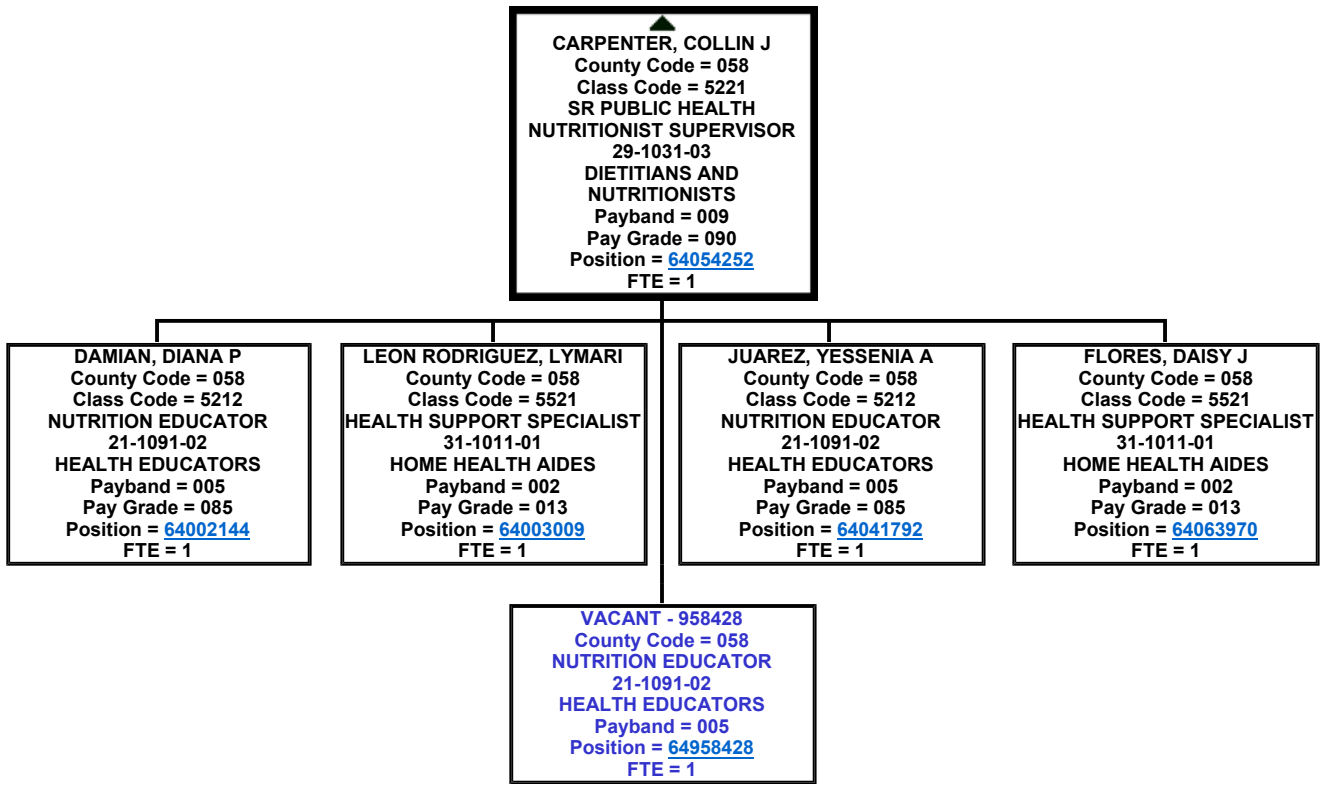 CARPENTER, COLLIN J
County Code = 058
Class Code = 5221
SR PUBLIC HEALTH
NUTRITIONIST SUPERVISOR
29-1031-03
DIETITIANS AND
NUTRITIONISTS
Payband = 009
Pay Grade = 090
Position = 64054252
FTE = 1
DAMIAN, DIANA P
County Code = 058
Class Code = 5212
NUTRITION EDUCATOR
21-1091-02
HEALTH EDUCATORS
Payband = 005
Pay Grade = 085
Position = 64002144
FTE = 1
LEON RODRIGUEZ, LYMARI
County Code = 058
Class Code = 5521
HEALTH SUPPORT SPECIALIST
31-1011-01
HOME HEALTH AIDES
Payband = 002
Pay Grade = 013
Position = 64003009
FTE = 1
JUAREZ, YESSENIA A
County Code = 058
Class Code = 5212
NUTRITION EDUCATOR
21-1091-02
HEALTH EDUCATORS
Payband = 005
Pay Grade = 085
Position = 64041792
FTE = 1
FLORES, DAISY J
County Code = 058
Class Code = 5521
HEALTH SUPPORT SPECIALIST
31-1011-01
HOME HEALTH AIDES
Payband = 002
Pay Grade = 013
Position = 64063970
FTE = 1
VACANT - 958428
County Code = 058
NUTRITION EDUCATOR
21-1091-02
HEALTH EDUCATORS
Payband = 005
Position = 64958428
FTE = 1